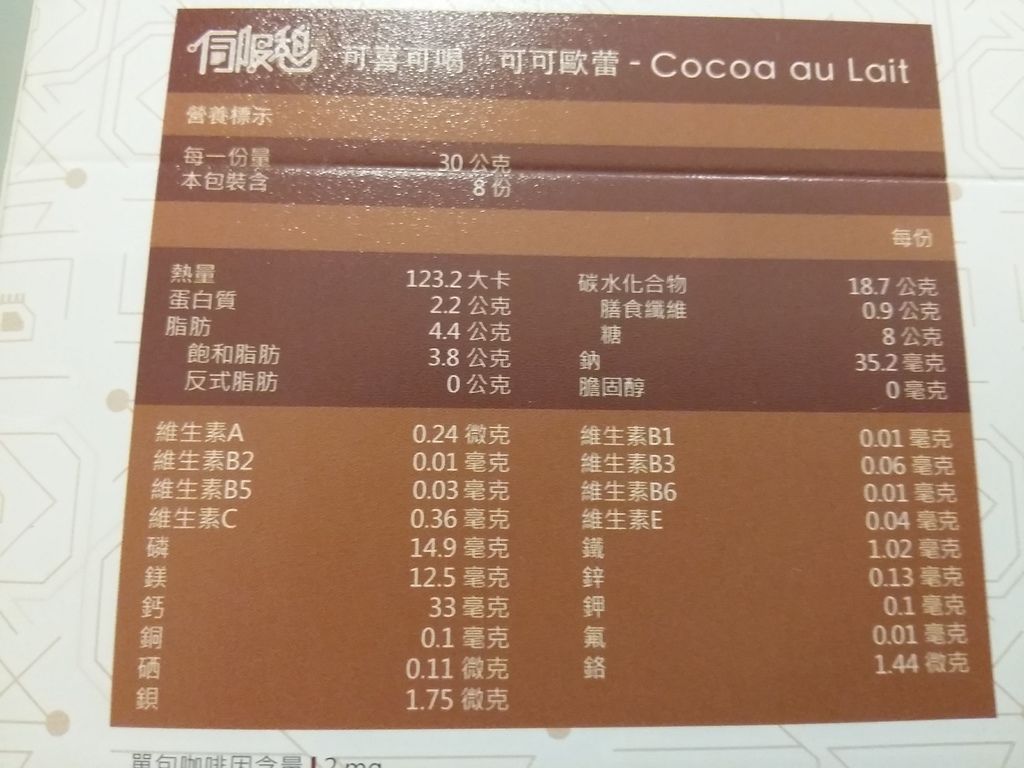 伺服憩 可喜可喝 · 可可歐蕾 - Cocoa au Lait
營養標示
每一份量 30 公克
本包裝含 8 份
每份
熱量 123.2 大卡 碳水化合物 18.7 公克
蛋白質 2.2 公克 膳食纖維 0.9 公克
脂肪 4.4 公克 糖 8 公克
飽和脂肪 3.8 公克 鈉 35.2 毫克
反式脂肪 0 公克 膽固醇 0 毫克
維生素A 0.24 微克 維生素B1 0.01 毫克
維生素B2 0.01 毫克 維生素B3 0.06 毫克
維生素B5 0.03 毫克 維生素B6 0.01 毫克
維生素C 0.36 毫克 維生素E 0.04 毫克
磷 14.9 毫克 鐵 1.02 毫克
鎂 12.5 毫克 鋅 0.13 毫克
鈣 33 毫克 鉀 0.1 毫克
銅 0.1 毫克 氟 0.01 毫克
硒 0.11 微克 鉻 1.44 微克
鋇 1.75 微克
單包咖啡因含量 | 2 mg